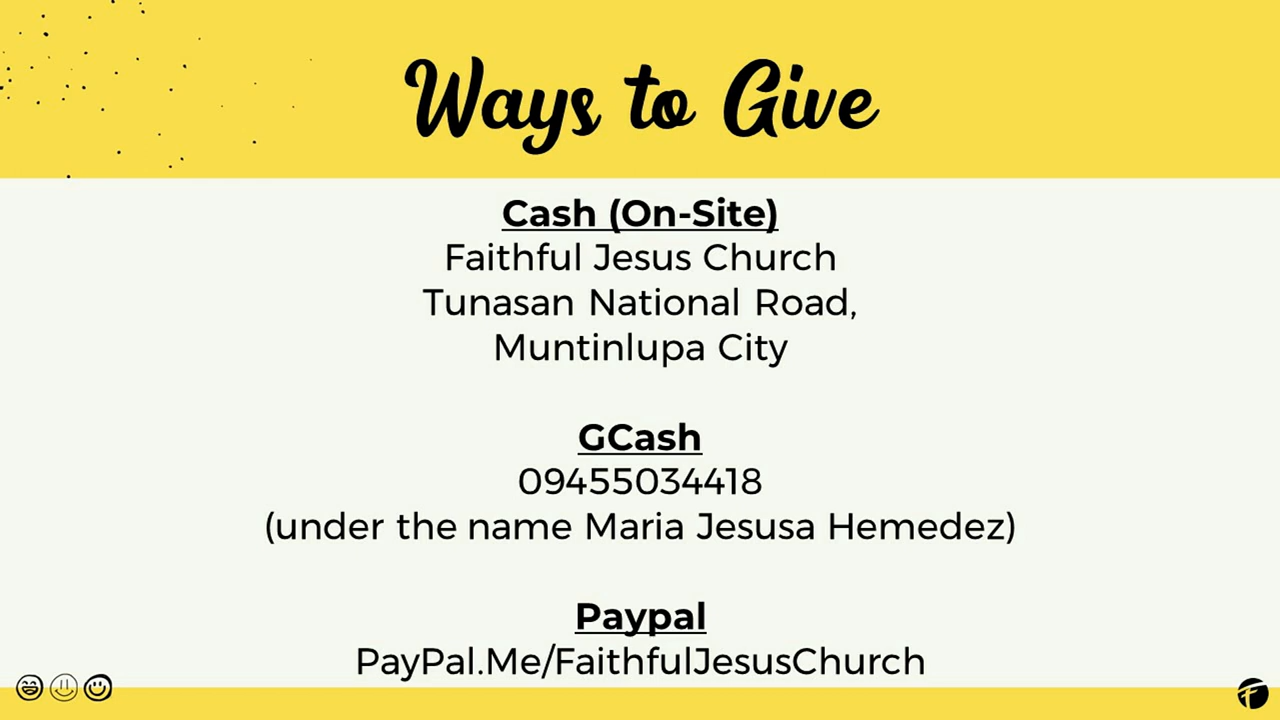 Ways to Give
Cash (On-Site)
Faithful Jesus Church
Tunasan National Road,
Muntinlupa City
GCash
09455034418
(under the name Maria Jesusa Hemedez)
Paypal
PayPal.Me/FaithfulJesusChurch